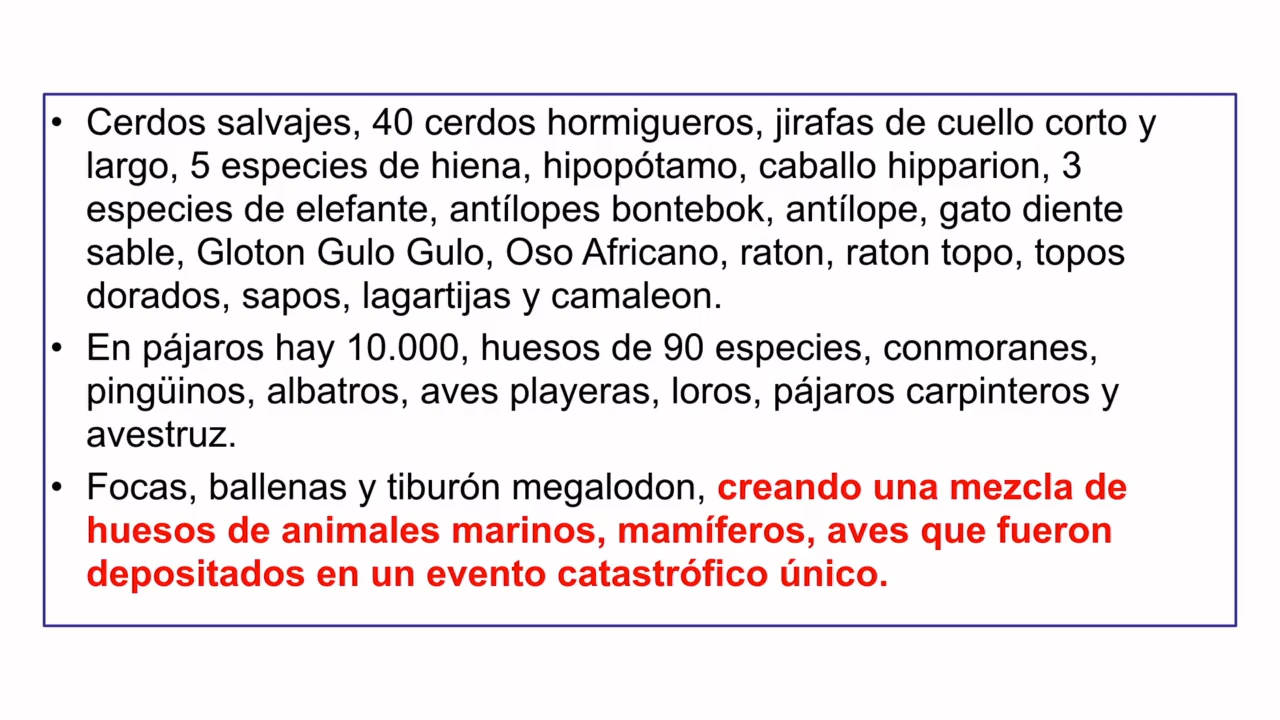 • Cerdos salvajes, 40 cerdos hormigueros, jirafas de cuello corto y
largo, 5 especies de hiena, hipopótamo, caballo hipparion, 3
especies de elefante, antílopes bontebok, antílope, gato diente
sable, Gloton Gulo Gulo, Oso Africano, raton, raton topo, topos
dorados, sapos, lagartijas y camaleon.
• En pájaros hay 10.000, huesos de 90 especies, conmoranes,
pingüinos, albatros, aves playeras, loros, pájaros carpinteros y
avestruz.
• Focas, ballenas y tiburón megalodon, creando una mezcla de
huesos de animales marinos, mamíferos, aves que fueron
depositados en un evento catastrófico único.